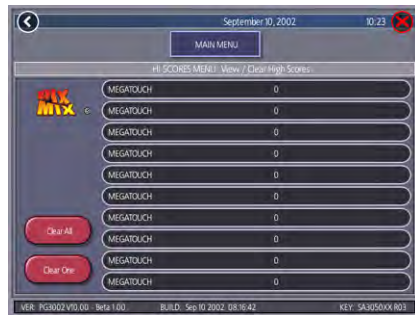 September 10, 2002 10:23
MAIN MENU
HI SCORES MENU: View / Clear High Scores
MIX MIX
MEGATOUCH 0
MEGATOUCH 0
MEGATOUCH 0
MEGATOUCH 0
MEGATOUCH 0
MEGATOUCH 0
MEGATOUCH 0
MEGATOUCH 0
MEGATOUCH 0
MEGATOUCH 0
Clear All
Clear One
VER: PG3002 V10.00 - Beta 1.00 BUILD: Sep 10 2002 08:16:42 KEY: SA3050XX R03